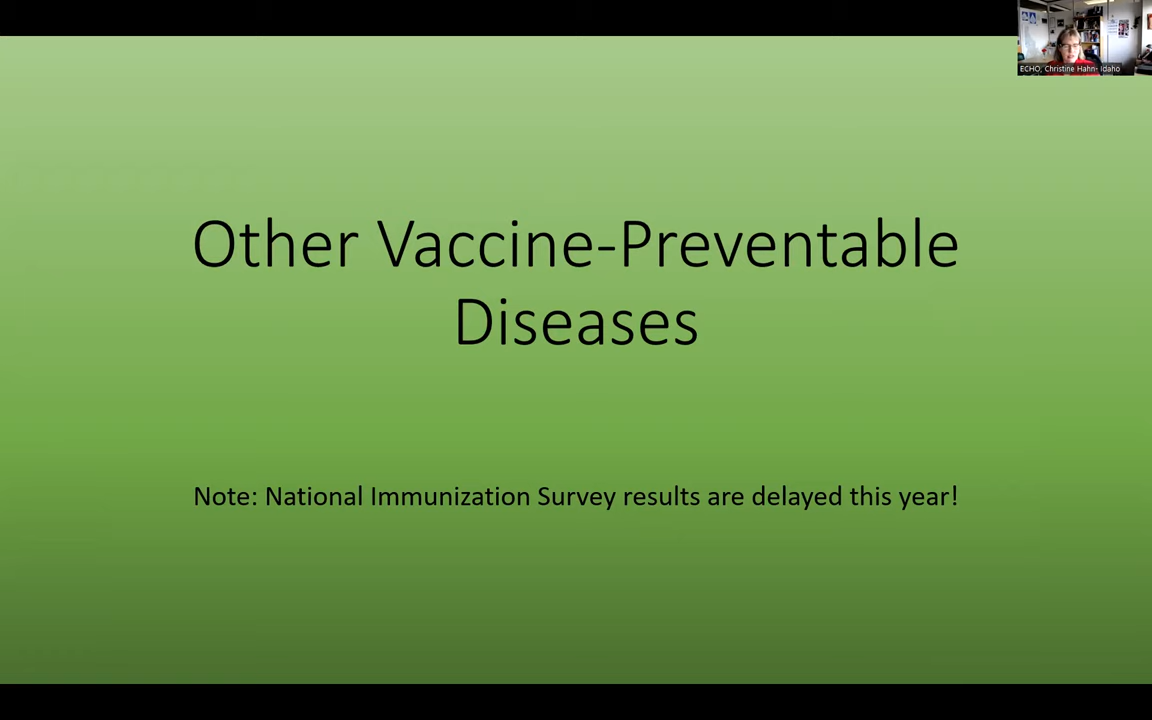 ECHO, Christine Hahn- Idaho
Other Vaccine-Preventable
Diseases
Note: National Immunization Survey results are delayed this year!